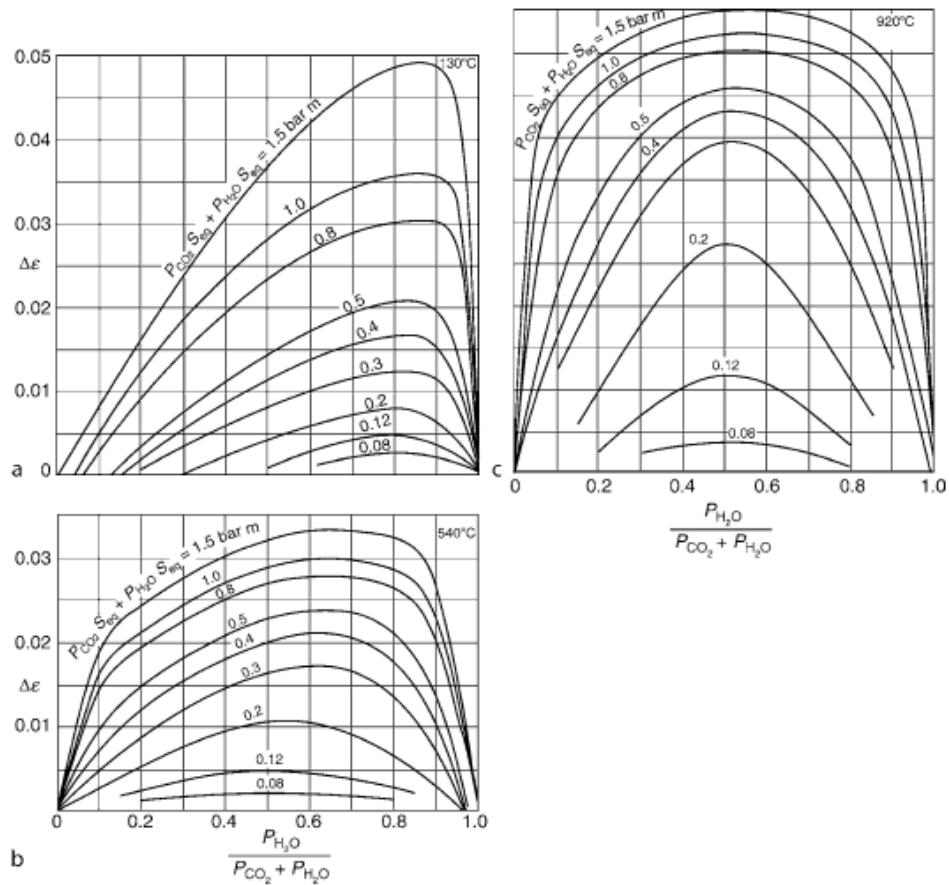 0.05
0.04
0.03
Δε
0.02
0.01
0
a
130°C
P_CO₂ S_eq + P_H₂O S_eq = 1.5 bar m
1.0
0.8
0.5
0.4
0.3
0.2
0.12
0.08
920°C
P_CO₂ S_eq + P_H₂O S_eq = 1.5 bar m
1.0
0.8
0.5
0.4
0.2
0.12
0.08
c
0 0.2 0.4 0.6 0.8 1.0
P_H₂O
P_CO₂ + P_H₂O
540°C
P_CO₂ S_eq + P_H₂O S_eq = 1.5 bar m
0.03
0.02
Δε
0.01
1.0
0.8
0.5
0.4
0.3
0.2
0.12
0.08
0 0.2 0.4 0.6 0.8 1.0
P_H₂O
P_CO₂ + P_H₂O
b